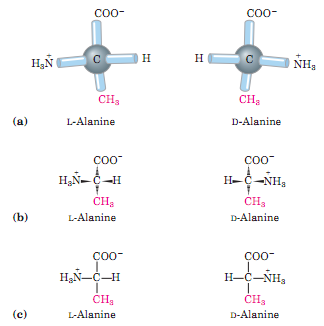 COO⁻ COO⁻
H₃N⁺ C H H C N⁺H₃
CH₃ CH₃
(a) L-Alanine D-Alanine
COO⁻ COO⁻
H₃N⁺–C–H H–C–N⁺H₃
CH₃ CH₃
(b) L-Alanine D-Alanine
COO⁻ COO⁻
H₃N⁺–C–H H–C–N⁺H₃
CH₃ CH₃
(c) L-Alanine D-Alanine